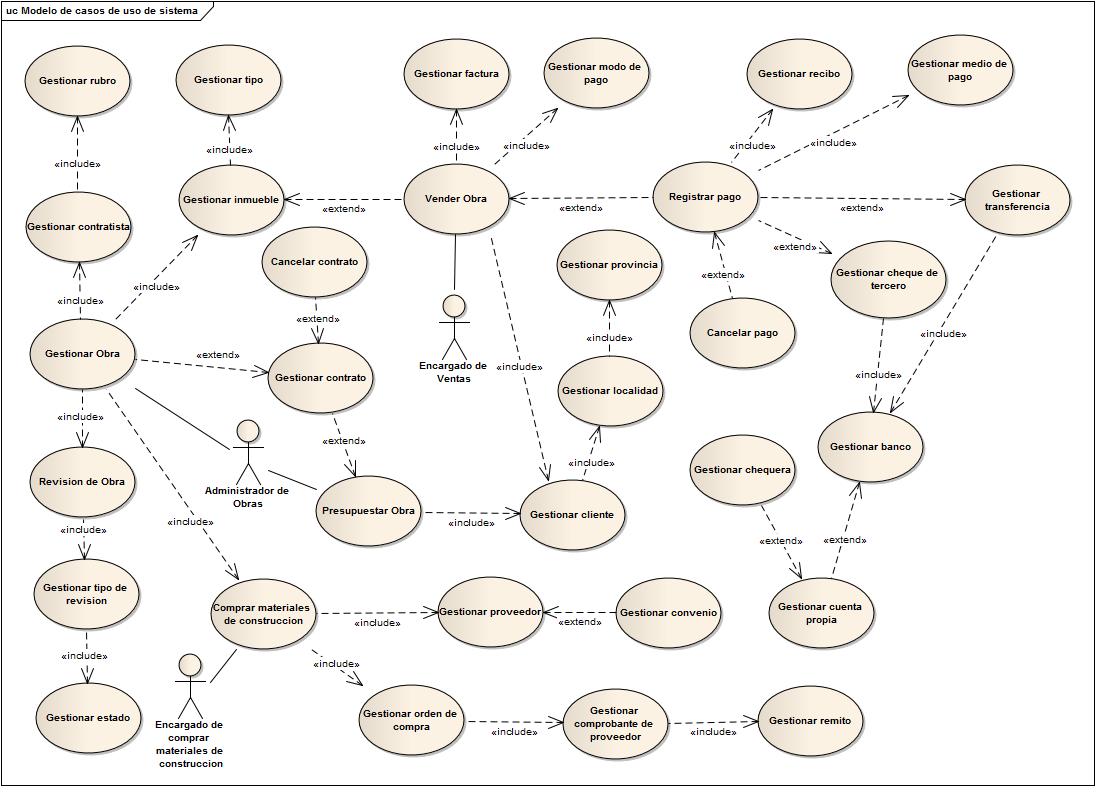 uc Modelo de casos de uso de sistema
Gestionar rubro
Gestionar tipo
Gestionar factura
Gestionar modo de
pago
Gestionar recibo
Gestionar medio de
pago
«include»
«include»
«include»
«include»
«include»
«include»
Gestionar contratista
Gestionar inmueble
Vender Obra
Registrar pago
Gestionar
transferencia
«extend»
«extend»
«extend»
Cancelar contrato
Gestionar provincia
«extend»
Gestionar cheque de
tercero
«include»
«include»
«extend»
«extend»
Cancelar pago
«include»
«include»
Gestionar Obra
«extend»
Gestionar contrato
Encargado de
Ventas
«include»
Gestionar localidad
«include»
«include»
«extend»
Gestionar banco
«include»
Gestionar chequera
Revision de Obra
Administrador de
Obras
Presupuestar Obra
«include»
Gestionar cliente
«include»
«include»
«extend»
«extend»
Gestionar tipo de
revision
Comprar materiales
de construccion
«include»
Gestionar proveedor
«extend»
Gestionar convenio
Gestionar cuenta
propia
«include»
«include»
Gestionar estado
Encargado de
comprar
materiales de
construccion
Gestionar orden de
compra
«include»
Gestionar
comprobante de
proveedor
«include»
Gestionar remito